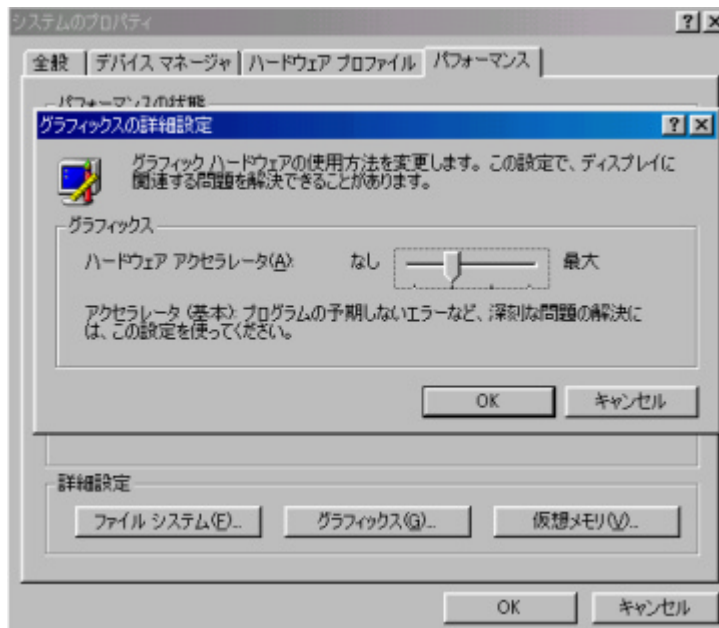 システムのプロパティ
全般
デバイス マネージャ
ハードウェア プロファイル
パフォーマンス
パフォーマンスの状態
グラフィックスの詳細設定
グラフィック ハードウェアの使用方法を変更します。この設定で、ディスプレイに
関連する問題を解決できることがあります。
グラフィックス
ハードウェア アクセラレータ(A):
なし
最大
アクセラレータ (基本): プログラムの予期しないエラーなど、深刻な問題の解決に
は、この設定を使ってください。
OK
キャンセル
詳細設定
ファイル システム(F)...
グラフィックス(G)...
仮想メモリ(V)...
OK
キャンセル